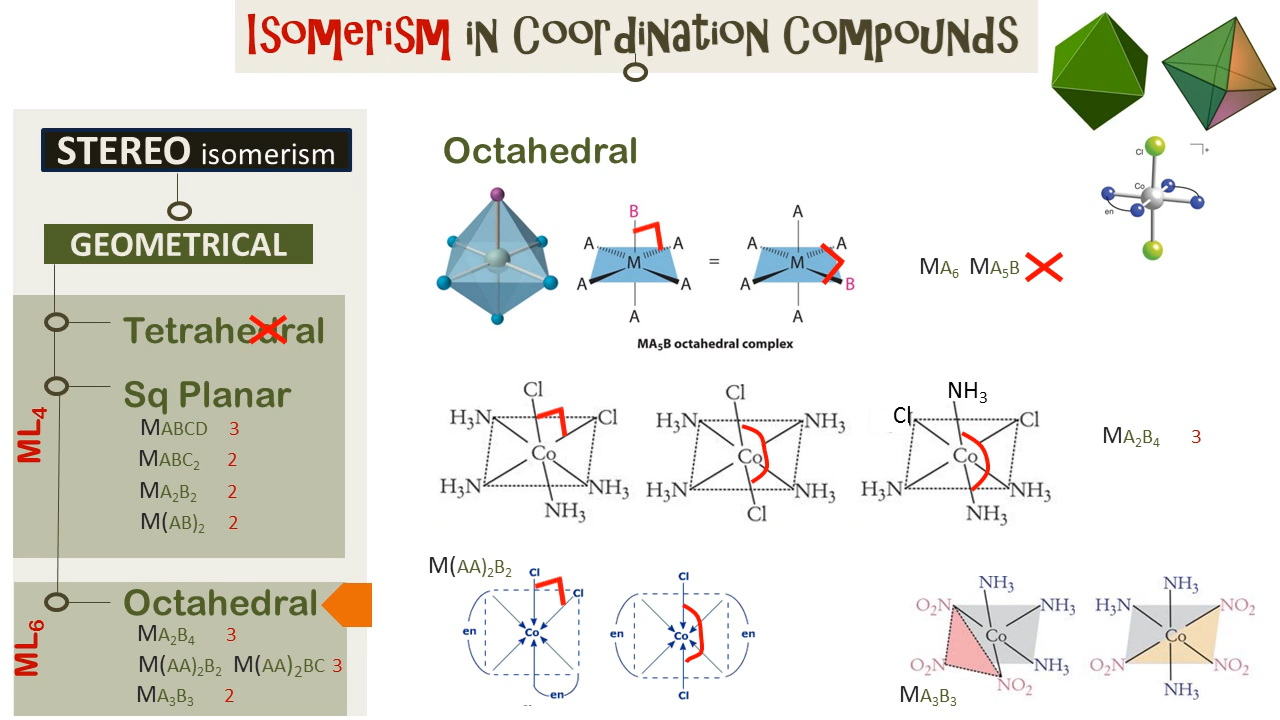 ISOMERISM IN COORDINATION COMPOUNDS
STEREO isomerism
GEOMETRICAL
ML4
Tetrahedral
Sq Planar
MABCD 3
MABC2 2
MA2B2 2
M(AB)2 2
ML6
Octahedral
MA2B4 3
M(AA)2B2 M(AA)2BC 3
MA3B3 2
Octahedral
B
A
A
M
A
A
A
=
A
A
A
M
A
B
A
MA5B octahedral complex
MA6 MA5B
Cl
+
Co
en
Cl
H3N
Cl
Co
H3N
NH3
NH3
Cl
H3N
NH3
Co
H3N
NH3
Cl
NH3
Cl
Cl
Co
H3N
NH3
NH3
MA2B4 3
M(AA)2B2
Cl
Cl
en
Co
en
Cl
en
Co
en
Cl
NH3
O2N
NH3
Co
O2N
NH3
NO2
MA3B3
NH3
H3N
NO2
Co
O2N
NO2
NH3